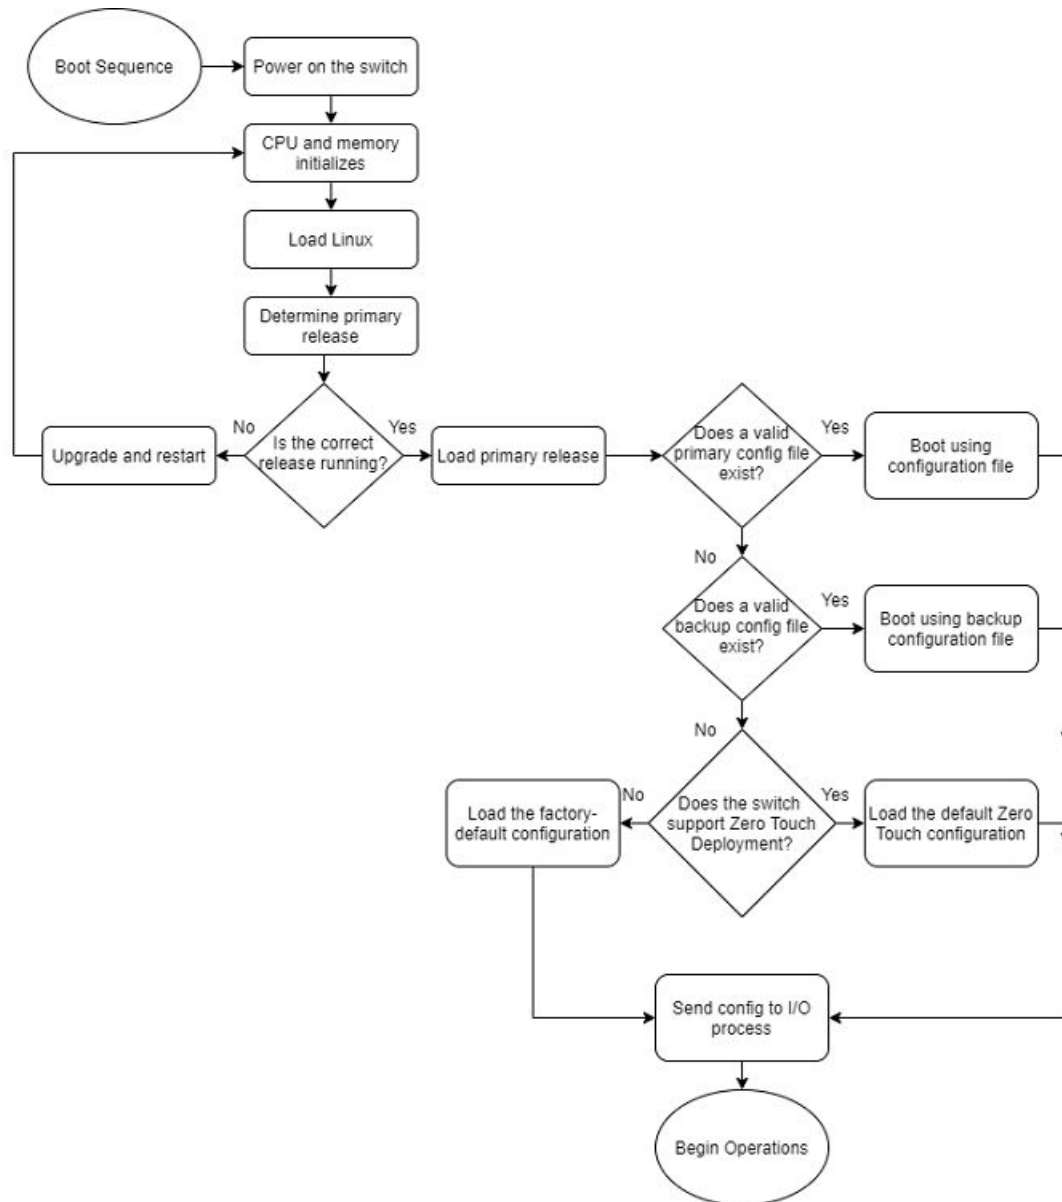 Boot Sequence
Power on the switch
CPU and memory
initializes
Load Linux
Determine primary
release
Is the correct
release running?
No
Upgrade and restart
Yes
Load primary release
Does a valid
primary config file
exist?
Yes
Boot using
configuration file
No
Does a valid
backup config file
exist?
Yes
Boot using backup
configuration file
No
Does the switch
support Zero Touch
Deployment?
No
Load the factory-
default configuration
Yes
Load the default Zero
Touch configuration
Send config to I/O
process
Begin Operations